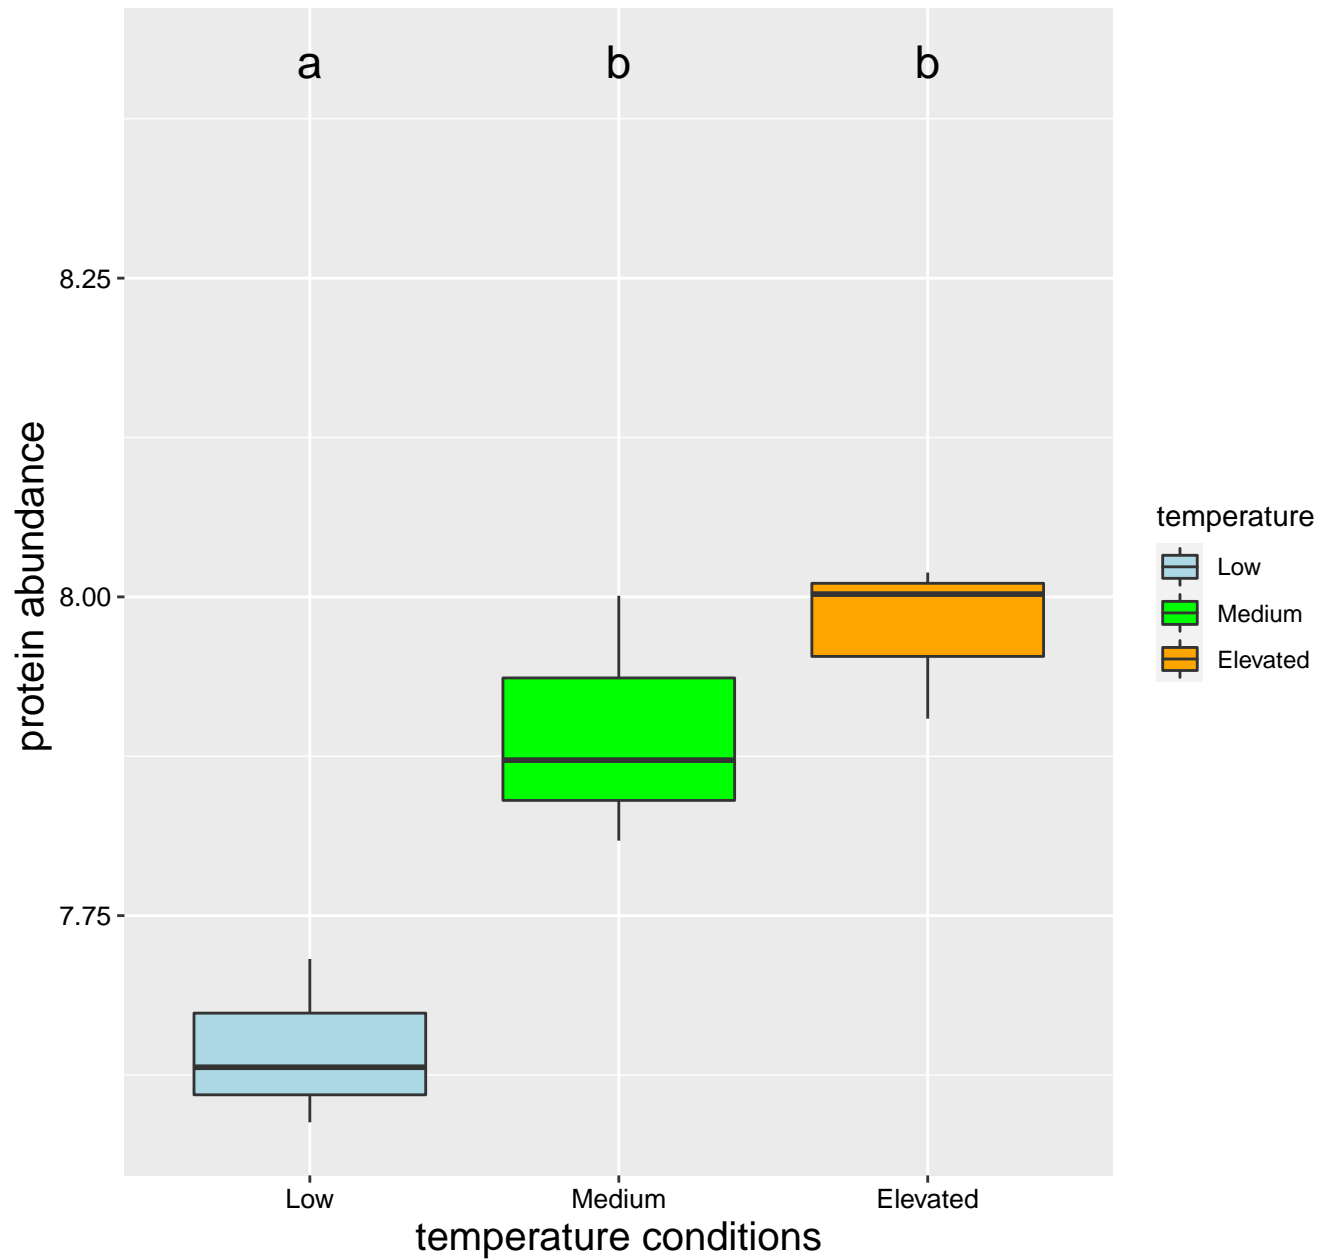 a b b
8.25
8.00
7.75
protein abundance
Low Medium Elevated
temperature conditions
temperature
Low
Medium
Elevated